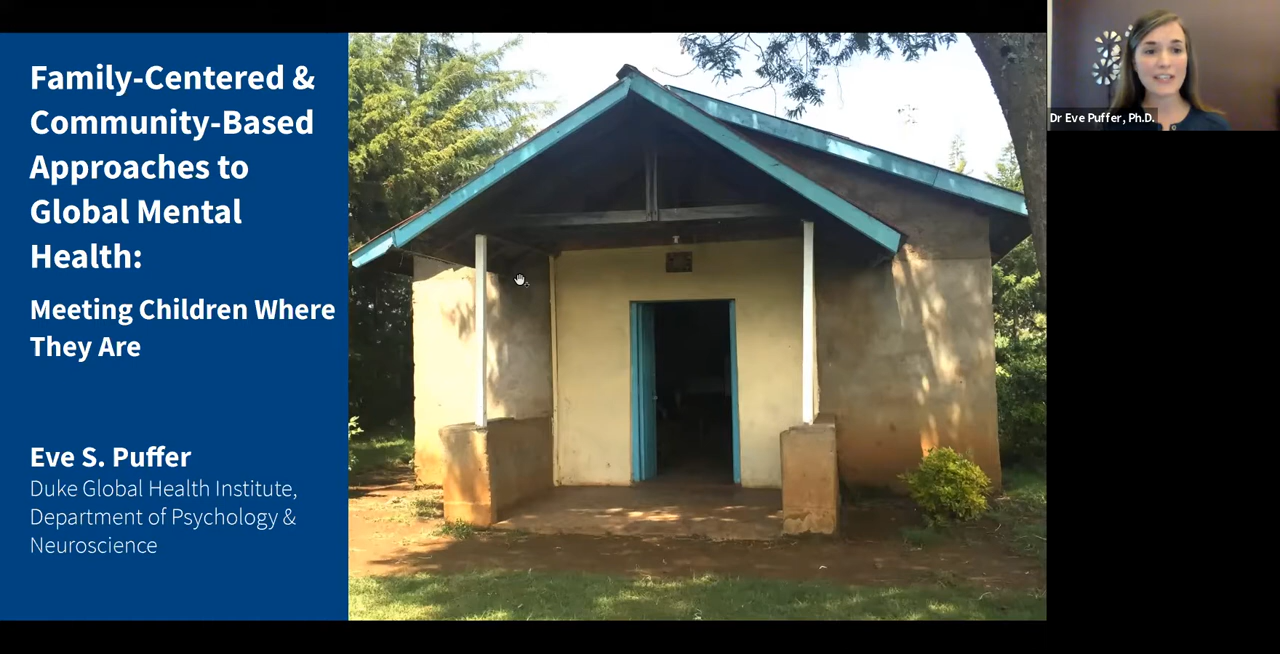 Family-Centered &
Community-Based
Approaches to
Global Mental
Health:
Meeting Children Where
They Are
Eve S. Puffer
Duke Global Health Institute,
Department of Psychology &
Neuroscience
Dr Eve Puffer, Ph.D.